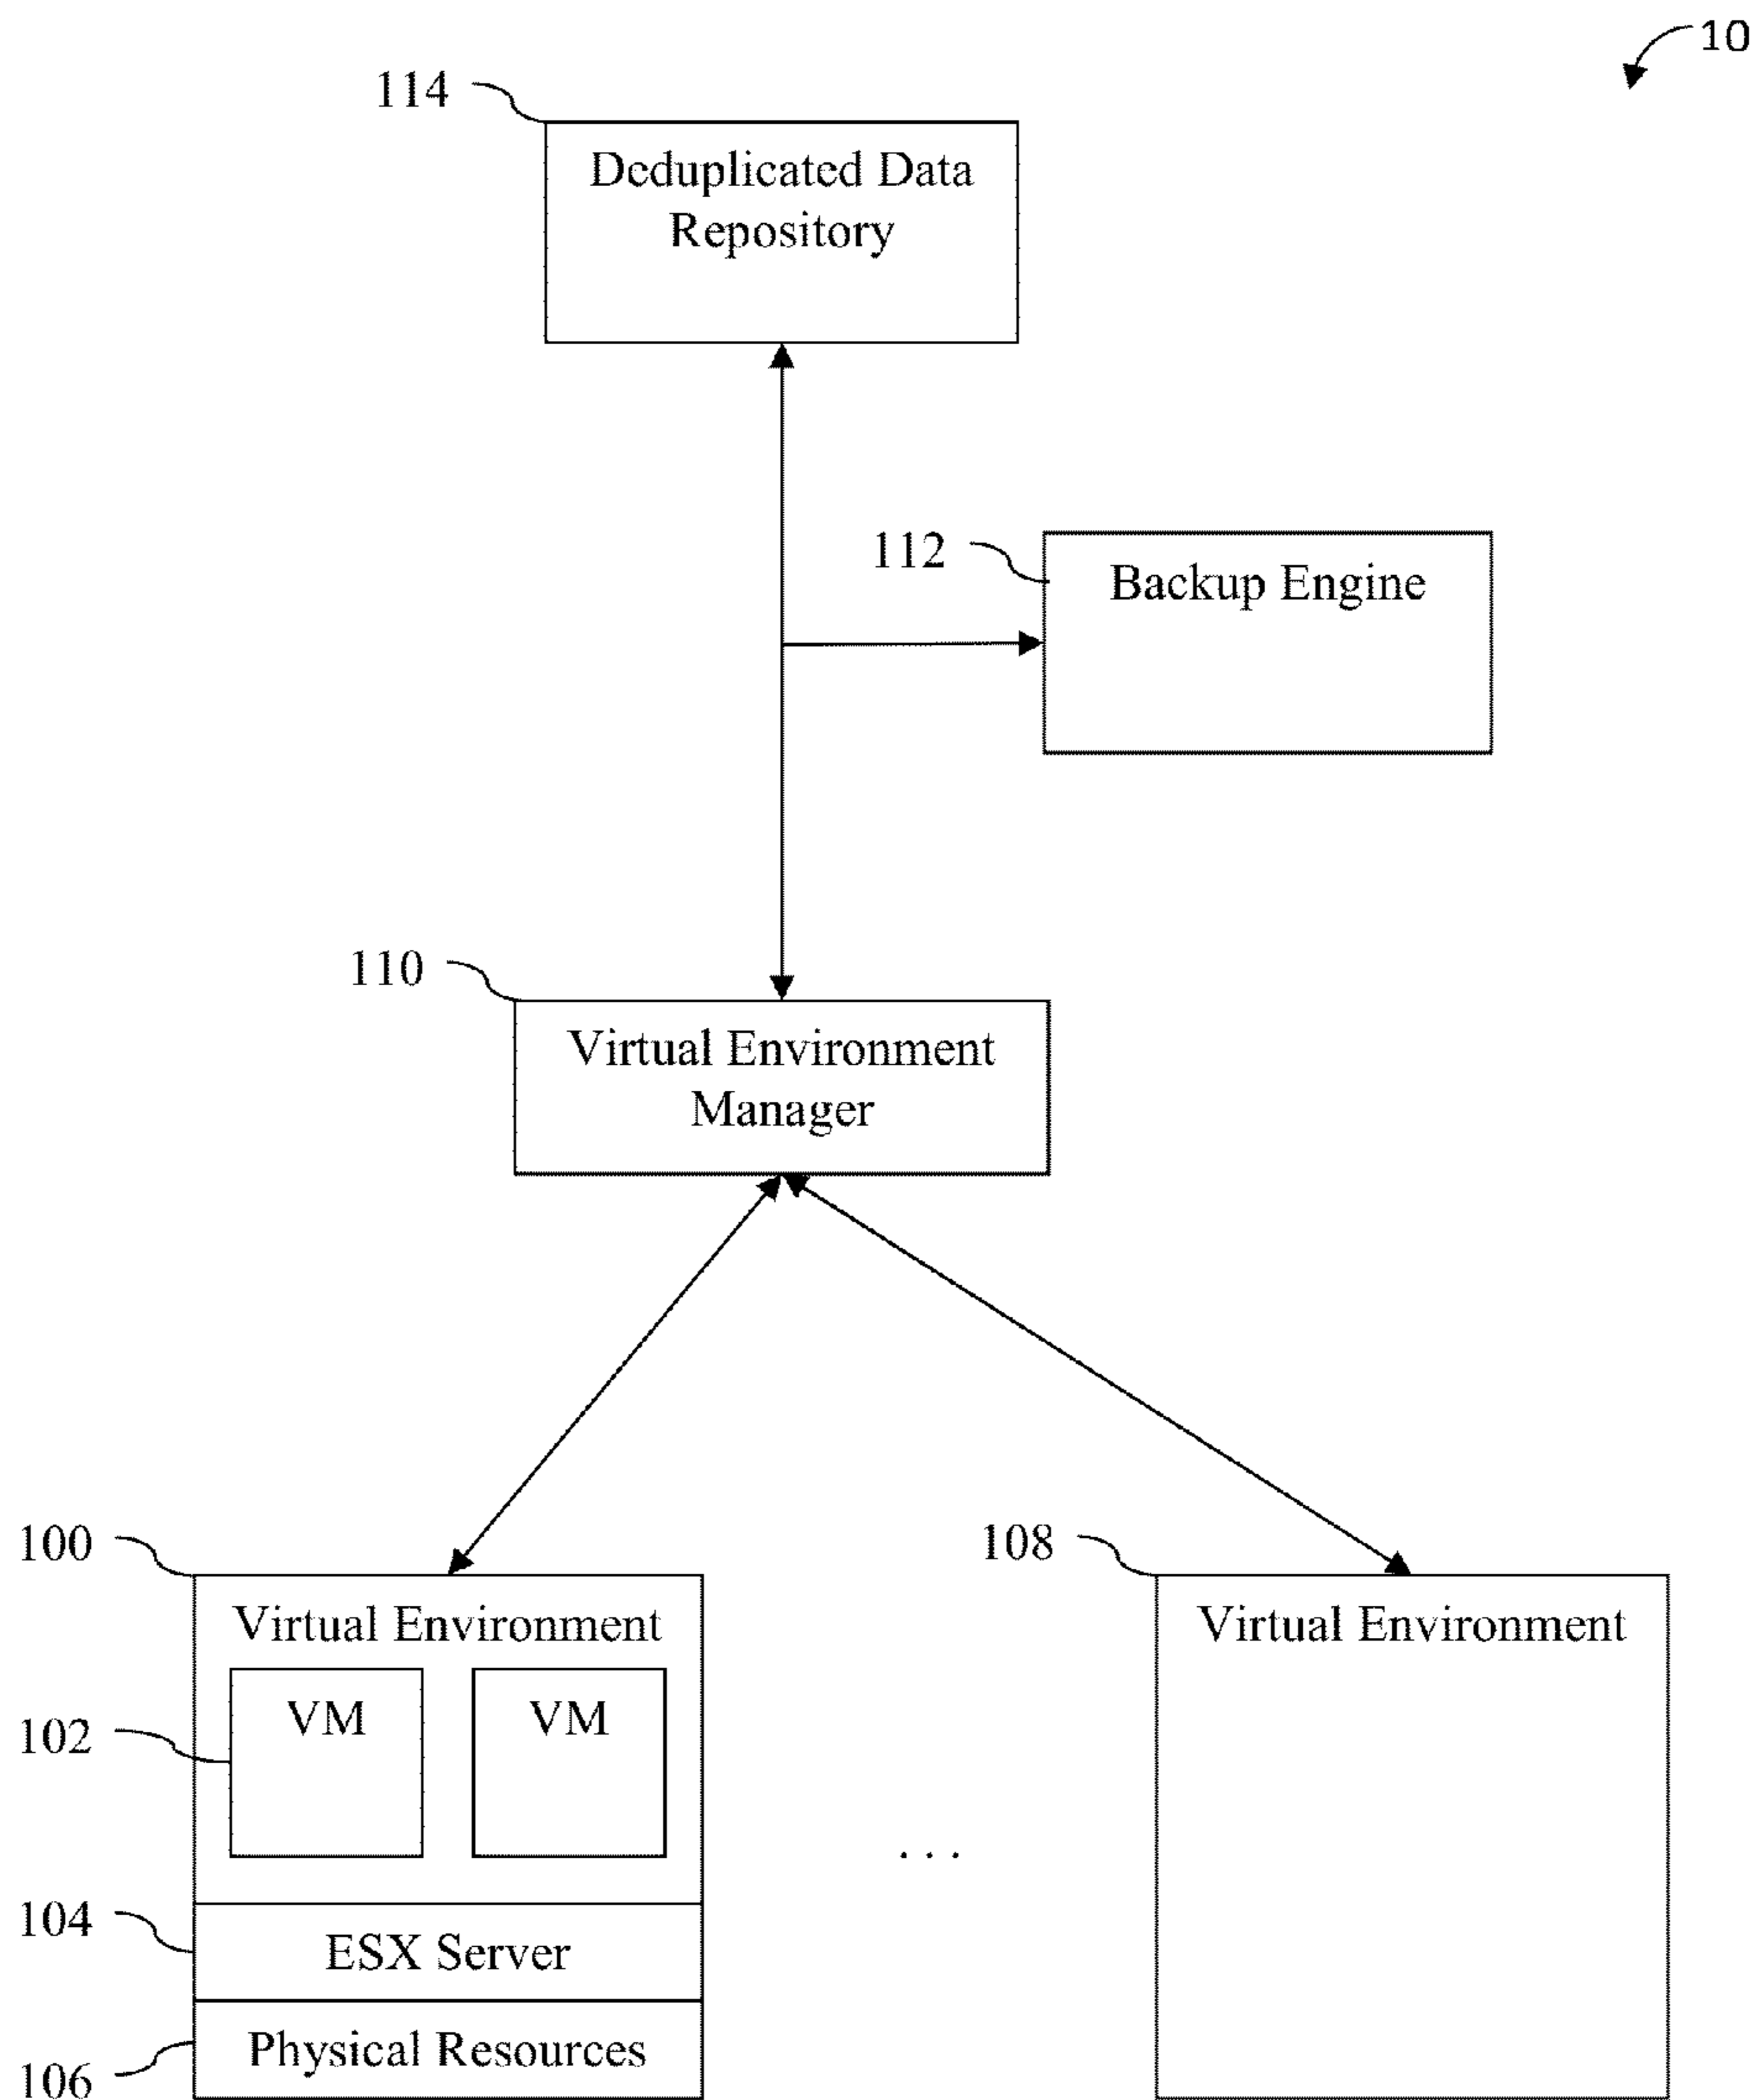 10
114
Deduplicated Data
Repository
112
Backup Engine
110
Virtual Environment
Manager
100
108
Virtual Environment
Virtual Environment
VM
VM
102
. . .
104
ESX Server
Physical Resources
106